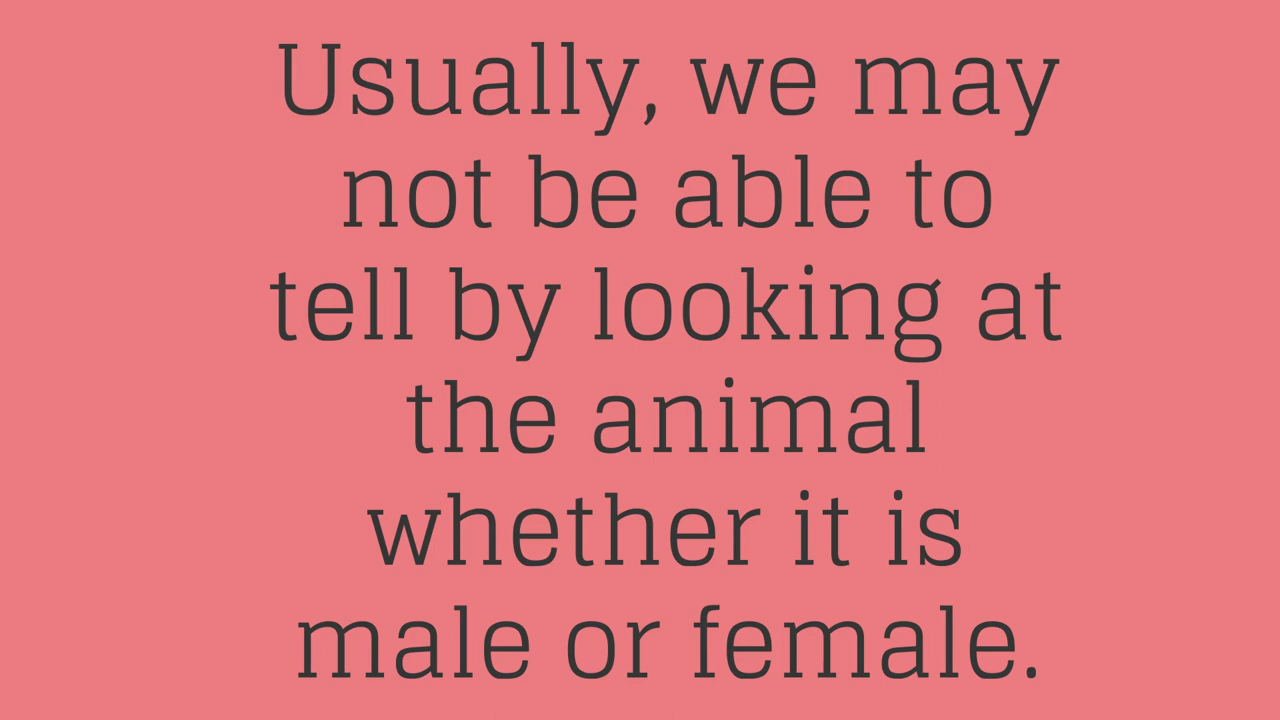 Usually, we may
not be able to
tell by looking at
the animal
whether it is
male or female.